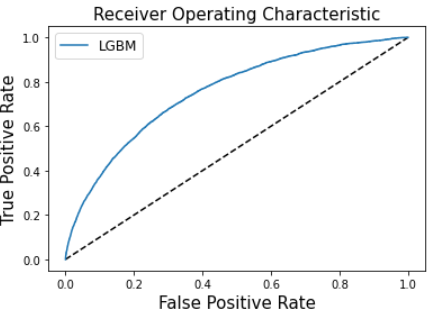 Receiver Operating Characteristic
LGBM
True Positive Rate
1.0
0.8
0.6
0.4
0.2
0.0
0.0 0.2 0.4 0.6 0.8 1.0
False Positive Rate